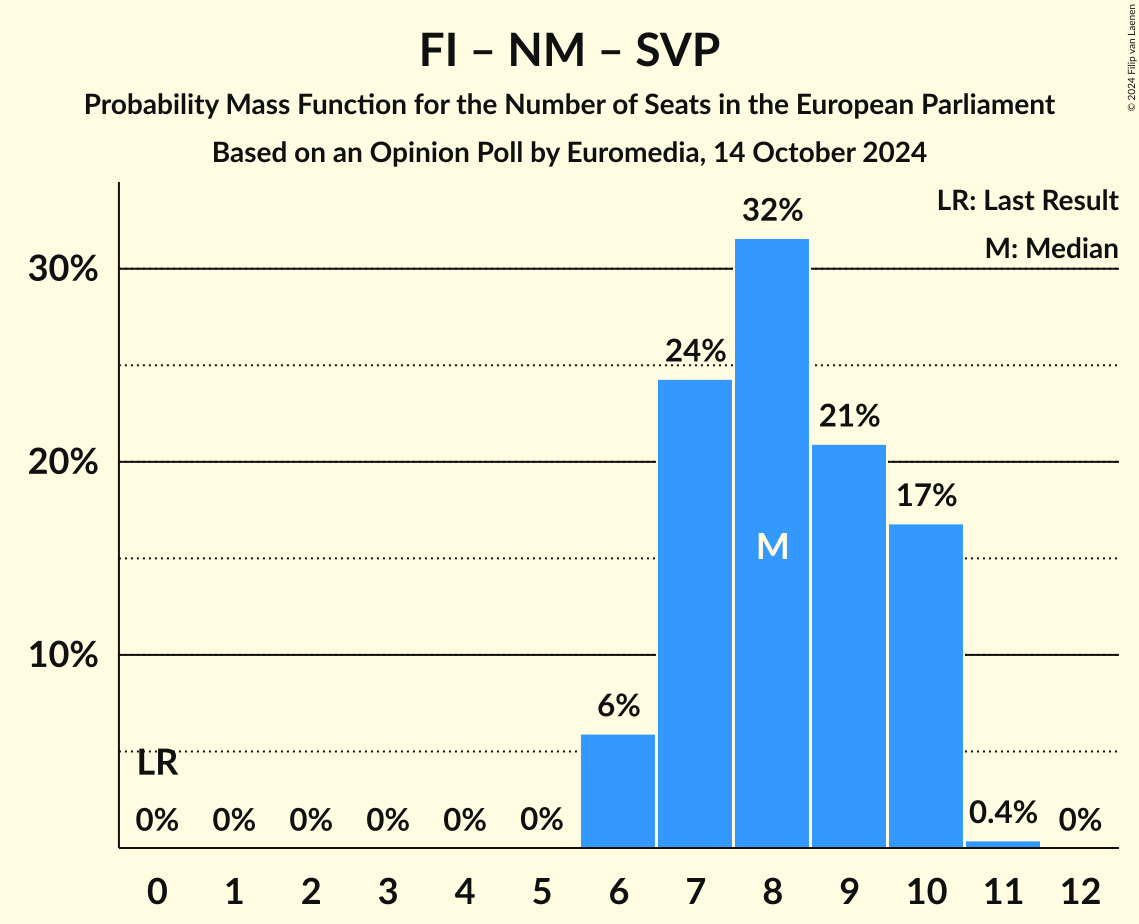 FI – NM – SVP
Probability Mass Function for the Number of Seats in the European Parliament
Based on an Opinion Poll by Euromedia, 14 October 2024
© 2024 Filip van Laenen
LR: Last Result
M: Median
32%
30%
24%
21%
20%
17%
M
10%
6%
LR
0% 0% 0% 0% 0% 0% 0.4% 0%
0 1 2 3 4 5 6 7 8 9 10 11 12